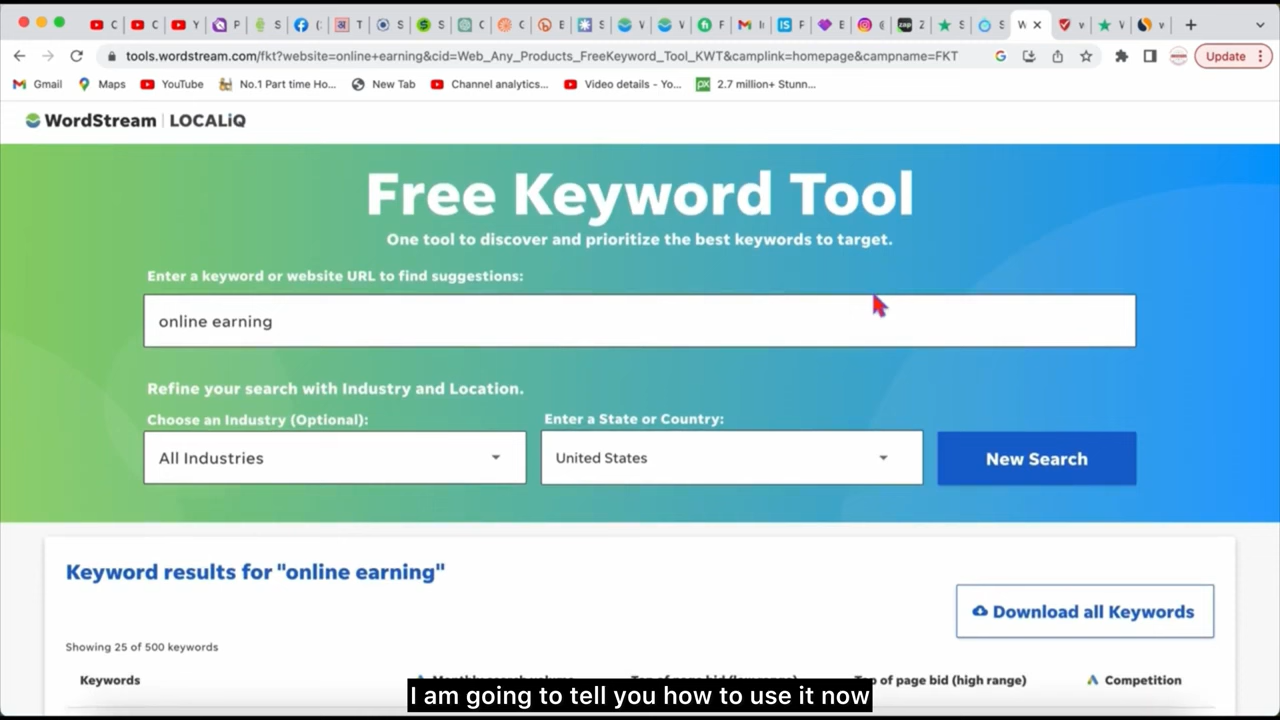 Update
tools.wordstream.com/fkt?website=online+earning&cid=Web_Any_Products_FreeKeyword_Tool_KWT&camplink=homepage&campname=FKT
Gmail Maps YouTube No.1 Part time Ho... New Tab Channel analytics... Video details - Yo... 2.7 million+ Stunn...
WordStream | LOCALiQ
Free Keyword Tool
One tool to discover and prioritize the best keywords to target.
Enter a keyword or website URL to find suggestions:
online earning
Refine your search with Industry and Location.
Choose an Industry (Optional): Enter a State or Country:
All Industries United States New Search
Keyword results for "online earning"
Download all Keywords
Showing 25 of 500 keywords
Keywords Top of page bid (high range) Competition
I am going to tell you how to use it now